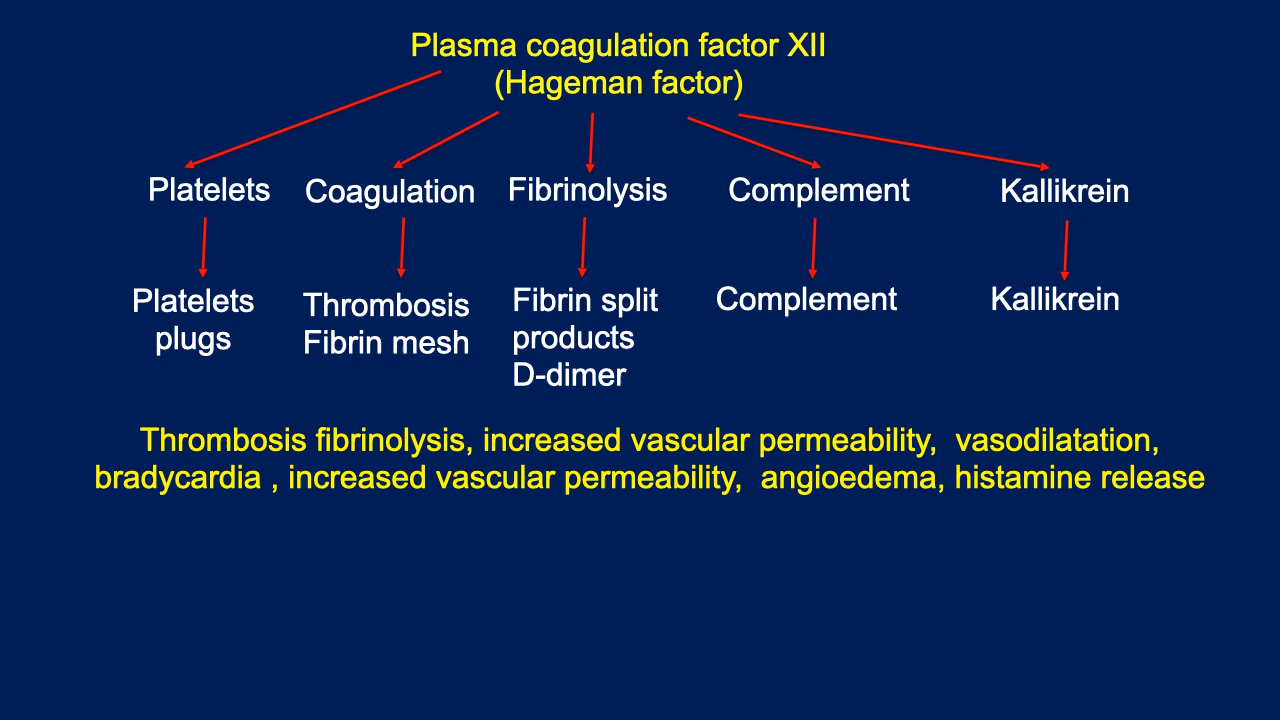 Plasma coagulation factor XII
(Hageman factor)
Platelets
Coagulation
Fibrinolysis
Complement
Kallikrein
Platelets
plugs
Thrombosis
Fibrin mesh
Fibrin split
products
D-dimer
Complement
Kallikrein
Thrombosis fibrinolysis, increased vascular permeability,  vasodilatation,
bradycardia , increased vascular permeability,  angioedema, histamine release